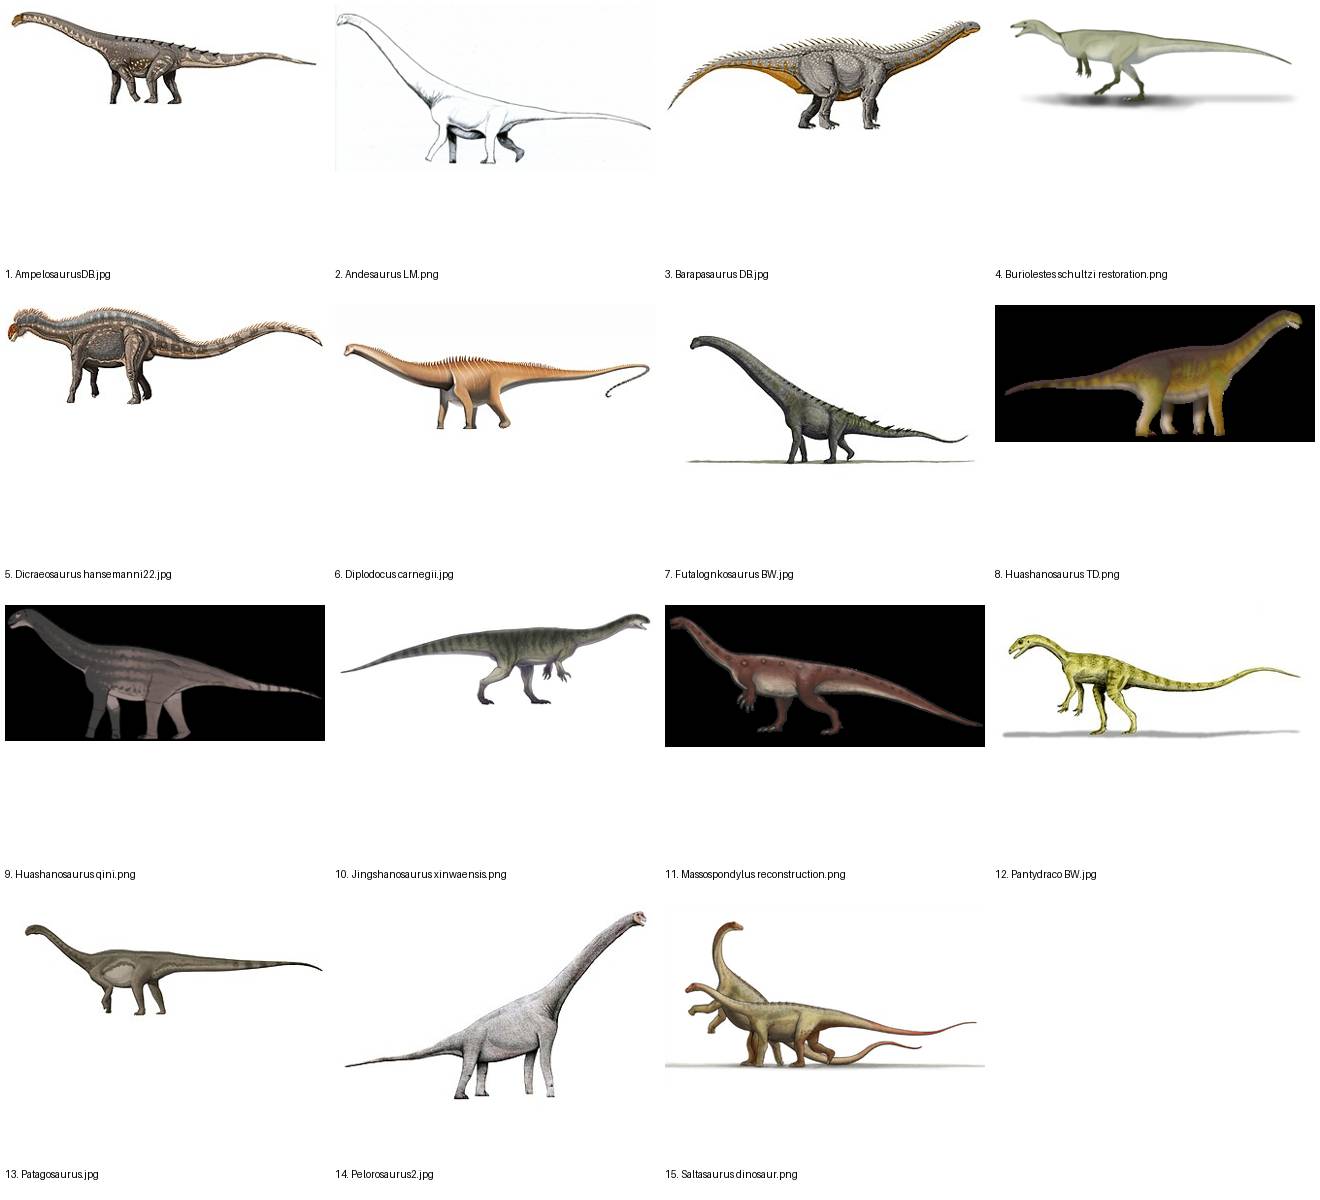 1. AmpelosaurusDB.jpg
2. Andesaurus LM.png
3. Barapasaurus DB.jpg
4. Buriolestes schultzi restoration.png
5. Dicraeosaurus hansemanni22.jpg
6. Diplodocus carnegii.jpg
7. Futalognkosaurus BW.jpg
8. Huashanosaurus TD.png
9. Huashanosaurus qini.png
10. Jingshanosaurus xinwaensis.png
11. Massospondylus reconstruction.png
12. Pantydraco BW.jpg
13. Patagosaurus.jpg
14. Pelorosaurus2.jpg
15. Saltasaurus dinosaur.png